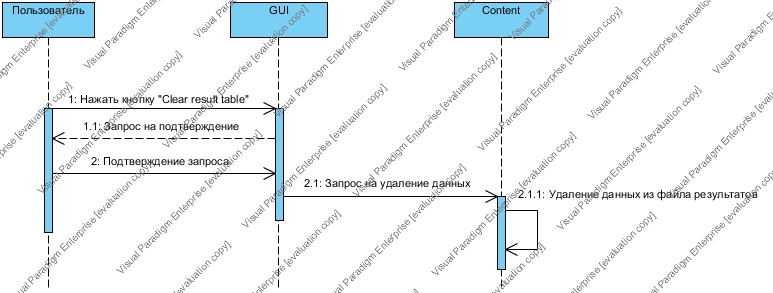 Пользователь
GUI
Content
1: Нажать кнопку "Clear result table"
1.1: Запрос на подтверждение
2: Подтверждение запроса
2.1: Запрос на удаление данных
2.1.1: Удаление данных из файла результатов
Visual Paradigm Enterprise [evaluation copy]